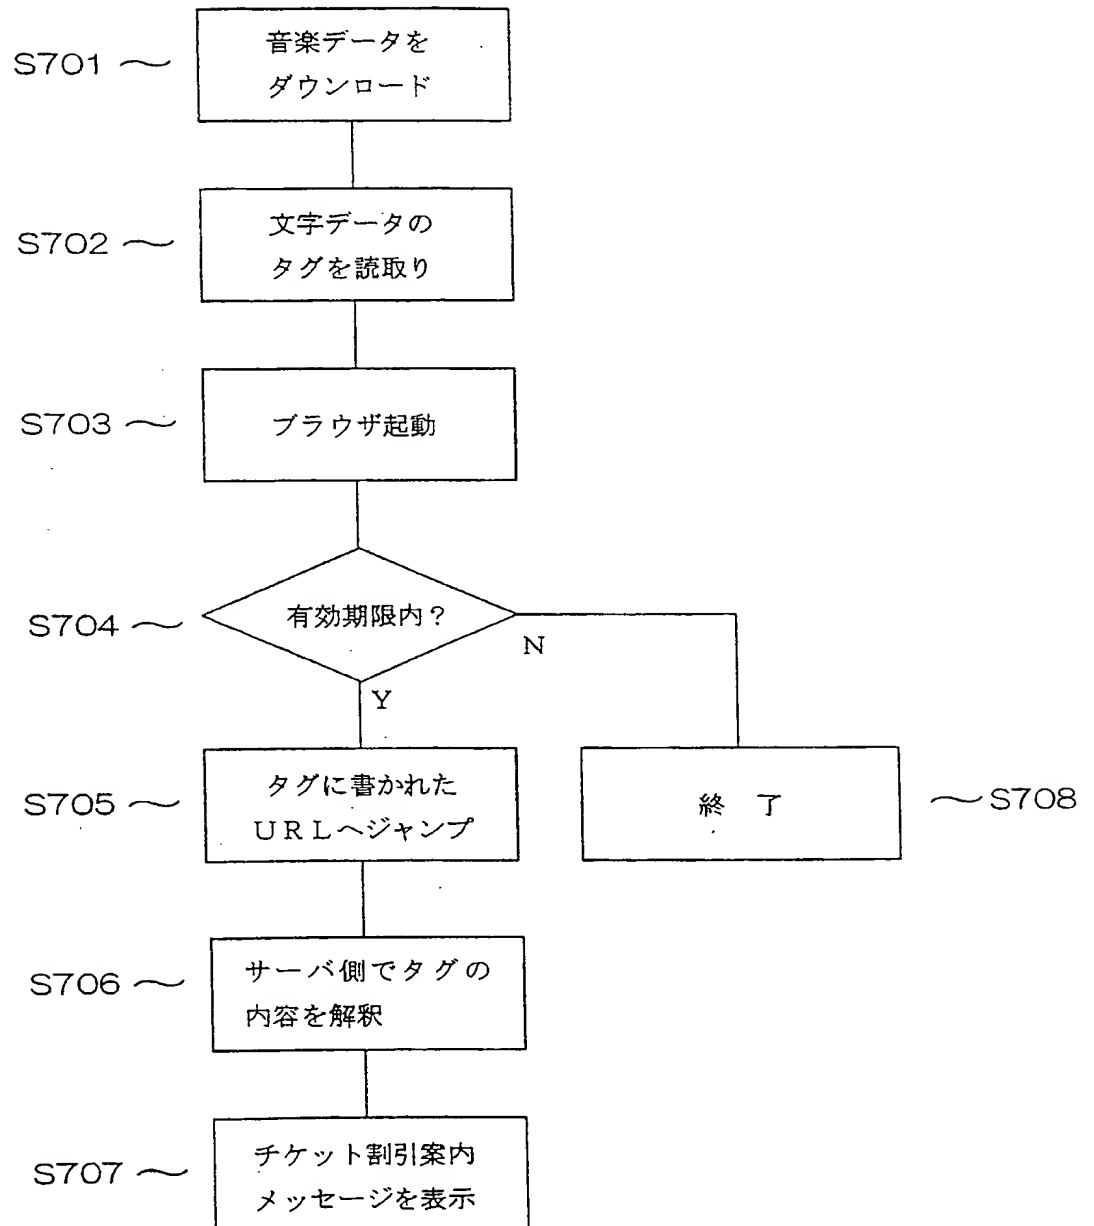 S701
音楽データを
ダウンロード
S702
文字データの
タグを読取り
S703
ブラウザ起動
S704
有効期限内？
N
Y
S705
タグに書かれた
ＵＲＬへジャンプ
終 了
S708
S706
サーバ側でタグの
内容を解釈
S707
チケット割引案内
メッセージを表示